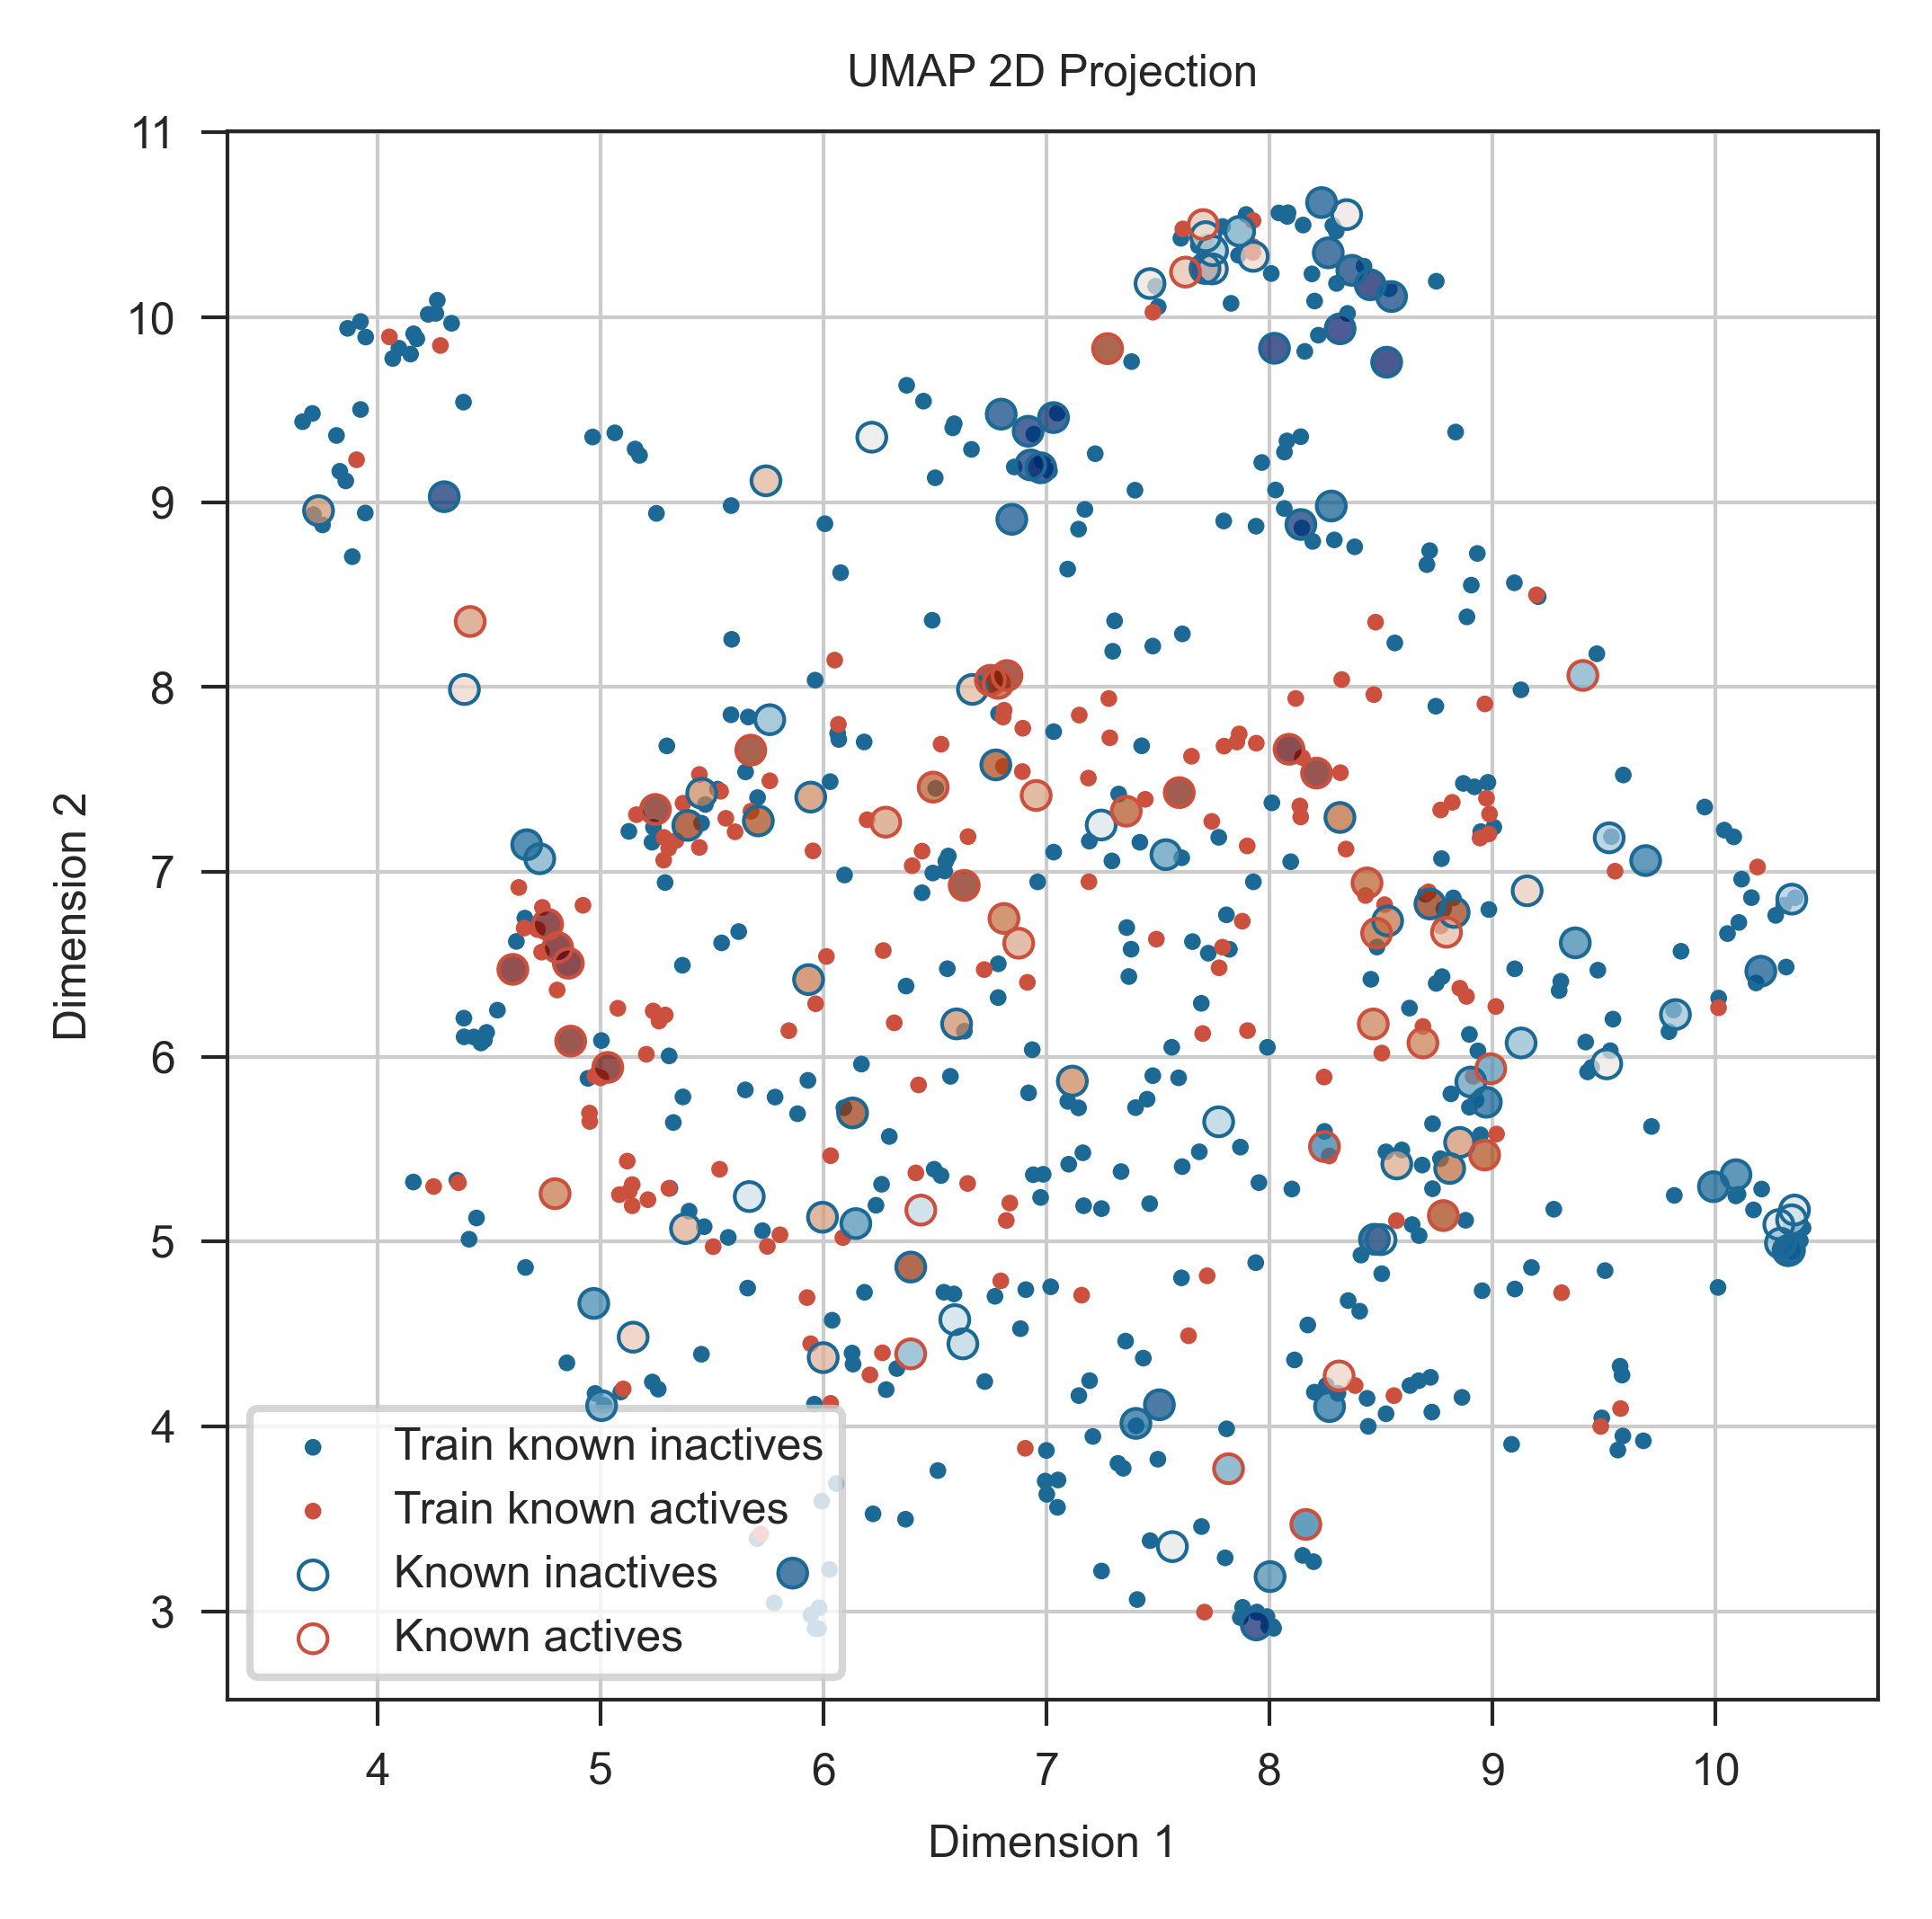 UMAP 2D Projection
11
10
9
8
7
6
5
4
3
Dimension 2
Train known inactives
Train known actives
Known inactives
Known actives
4 5 6 7 8 9 10
Dimension 1